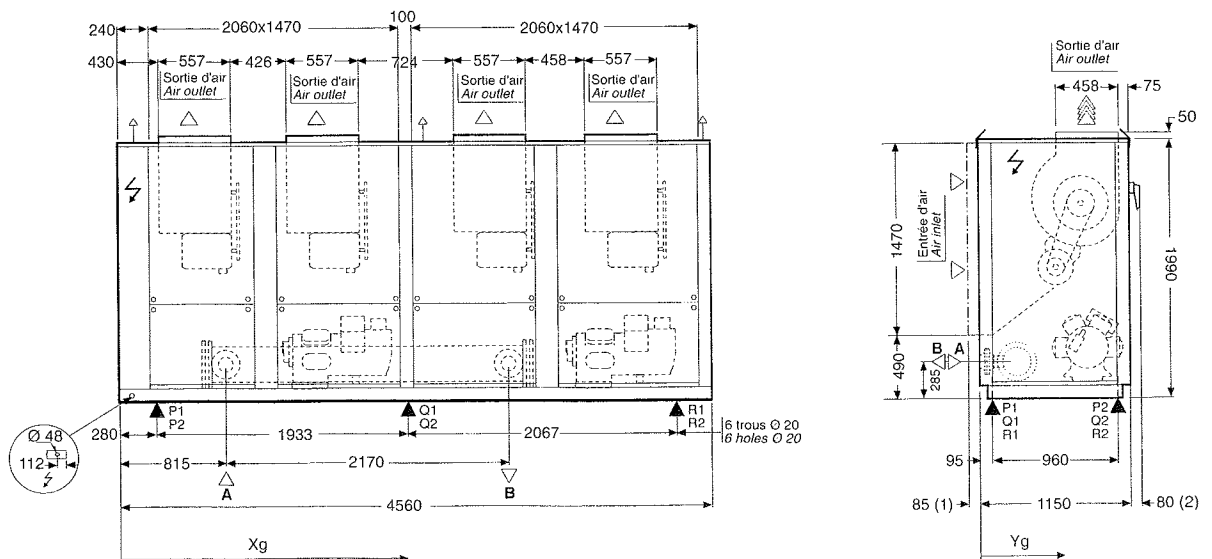 240
2060x1470
100
2060x1470
430
557
426
557
724
557
458
557
Sortie d'air
Air outlet
Sortie d'air
Air outlet
Sortie d'air
Air outlet
Sortie d'air
Air outlet
P1
P2
Q1
Q2
R1
R2
6 trous Ø 20
6 holes Ø 20
280
1933
2067
Ø 48
112
815
2170
A
B
4560
Xg
Sortie d'air
Air outlet
458
75
50
Entrée d'air
Air inlet
1470
1990
490
B
A
285
P1
Q1
R1
P2
Q2
R2
95
960
85 (1)
1150
80 (2)
Yg